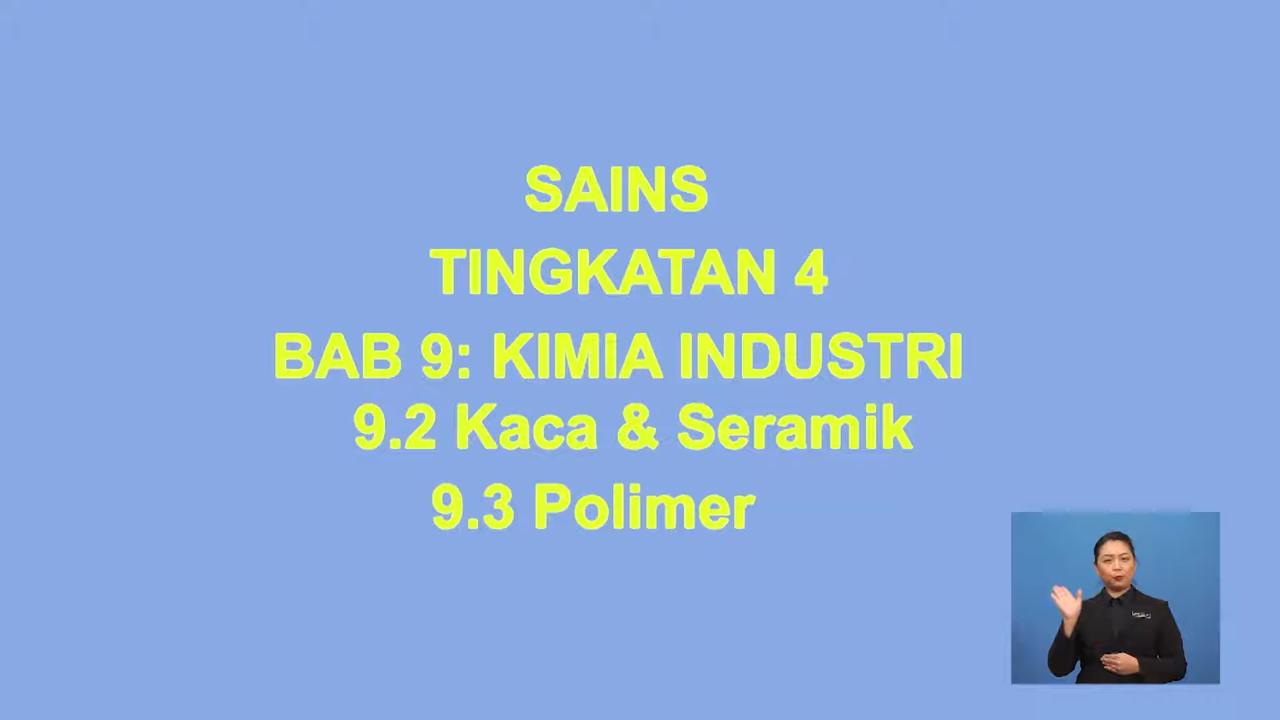 SAINS
TINGKATAN 4
BAB 9: KIMIA INDUSTRI
9.2 Kaca & Seramik
9.3 Polimer